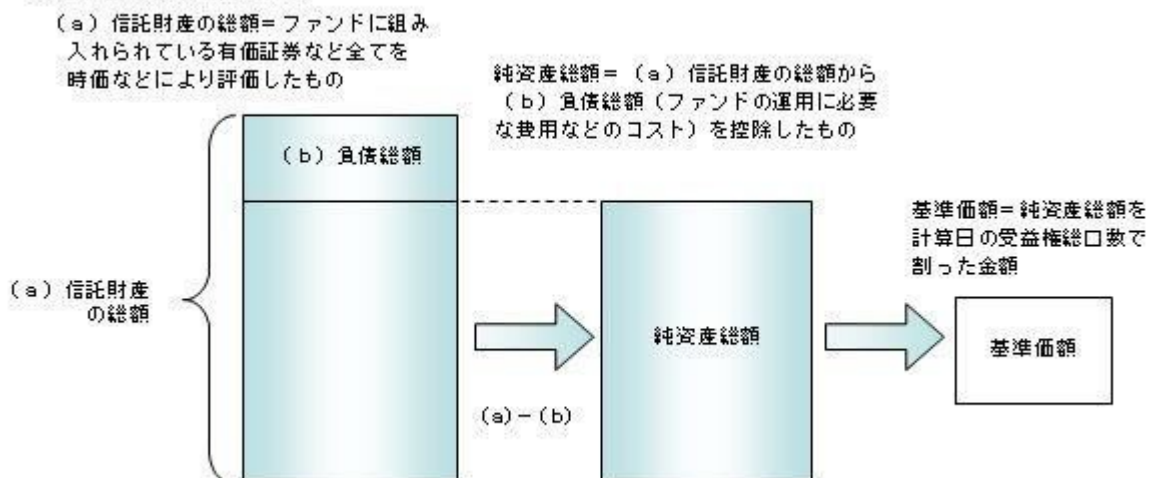 （a）信託財産の総額＝ファンドに組み
入れられている有価証券など全てを
時価などにより評価したもの
純資産総額＝（a）信託財産の総額から
（b）負債総額（ファンドの運用に必要
な費用などのコスト）を控除したもの
（b）負債総額
基準価額＝純資産総額を
計算日の受益権総口数で
割った金額
（a）信託財産
の総額
純資産総額
基準価額
（a）－（b）